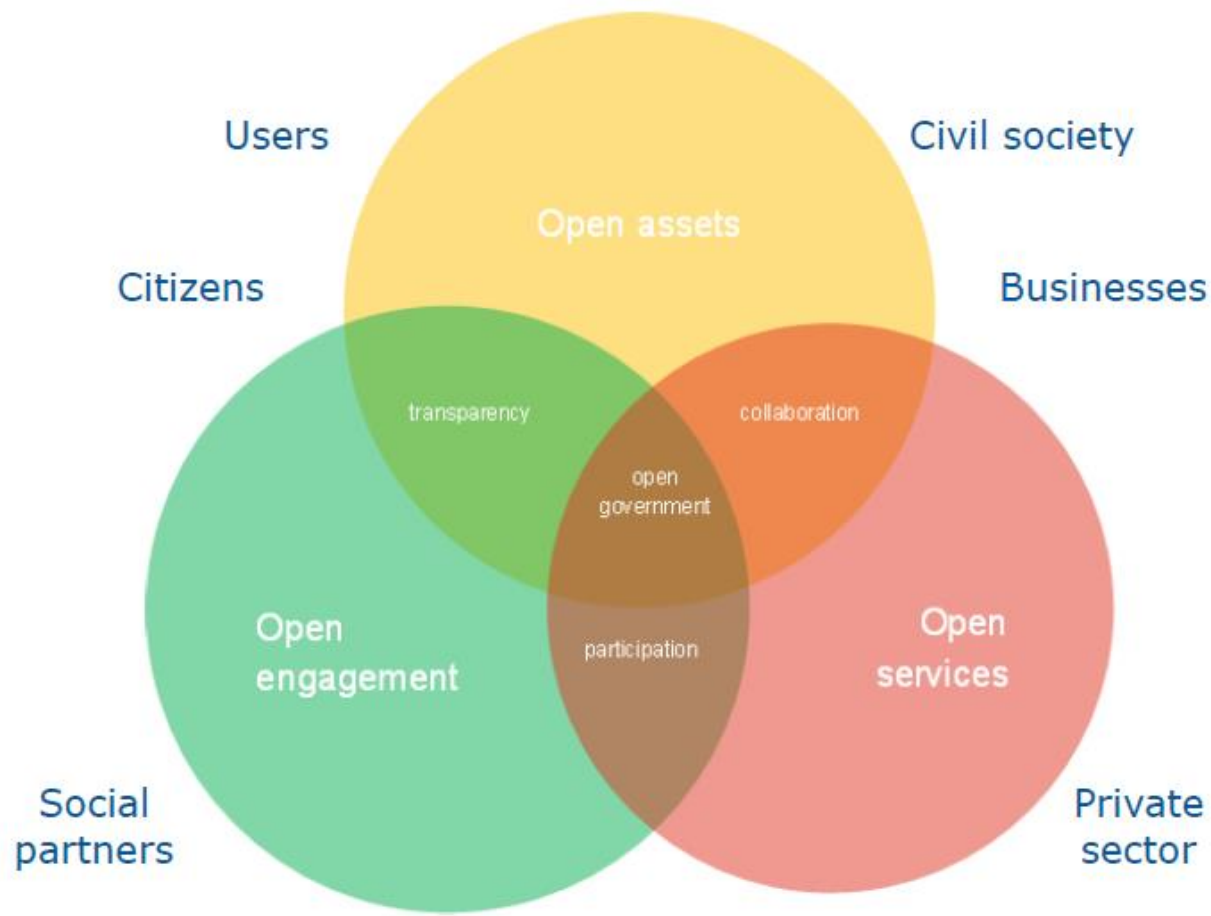 Users
Civil society
Open assets
Citizens
Businesses
transparency
collaboration
open
government
Open
engagement
participation
Open
services
Social
partners
Private
sector